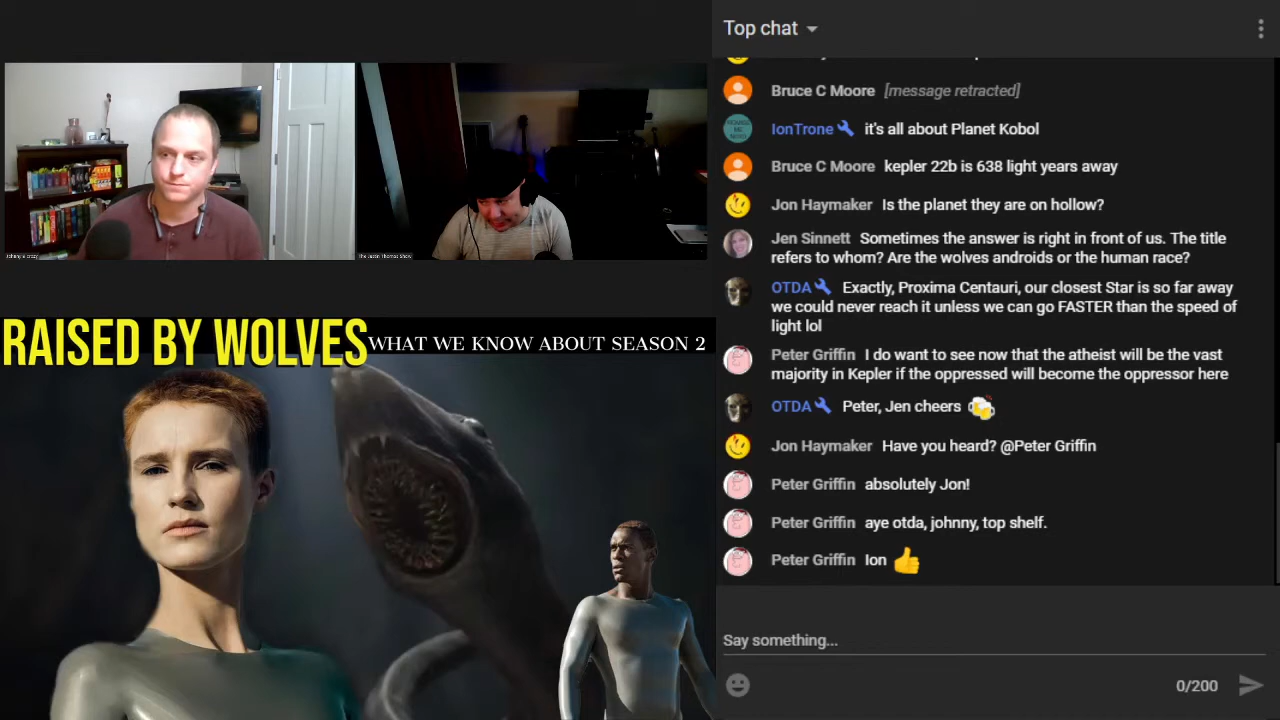 Top chat
Bruce C Moore [message retracted]
IonTrone it's all about Planet Kobol
Bruce C Moore kepler 22b is 638 light years away
Jon Haymaker Is the planet they are on hollow?
Jen Sinnett Sometimes the answer is right in front of us. The title
refers to whom? Are the wolves androids or the human race?
OTDA Exactly, Proxima Centauri, our closest Star is so far away
we could never reach it unless we can go FASTER than the speed of
light lol
Peter Griffin I do want to see now that the atheist will be the vast
majority in Kepler if the oppressed will become the oppressor here
OTDA Peter, Jen cheers
Jon Haymaker Have you heard? @Peter Griffin
Peter Griffin absolutely Jon!
Peter Griffin aye otda, johnny, top shelf.
Peter Griffin Ion
Say something...
0/200
The Justin Thomas Show
RAISED BY WOLVES WHAT WE KNOW ABOUT SEASON 2